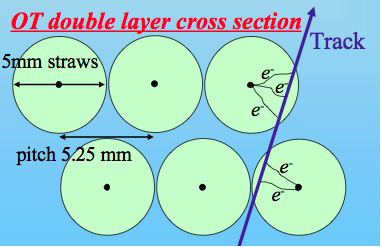 OT double layer cross section
Track
5mm straws
e-
e-
e-
pitch 5.25 mm
e-
e-